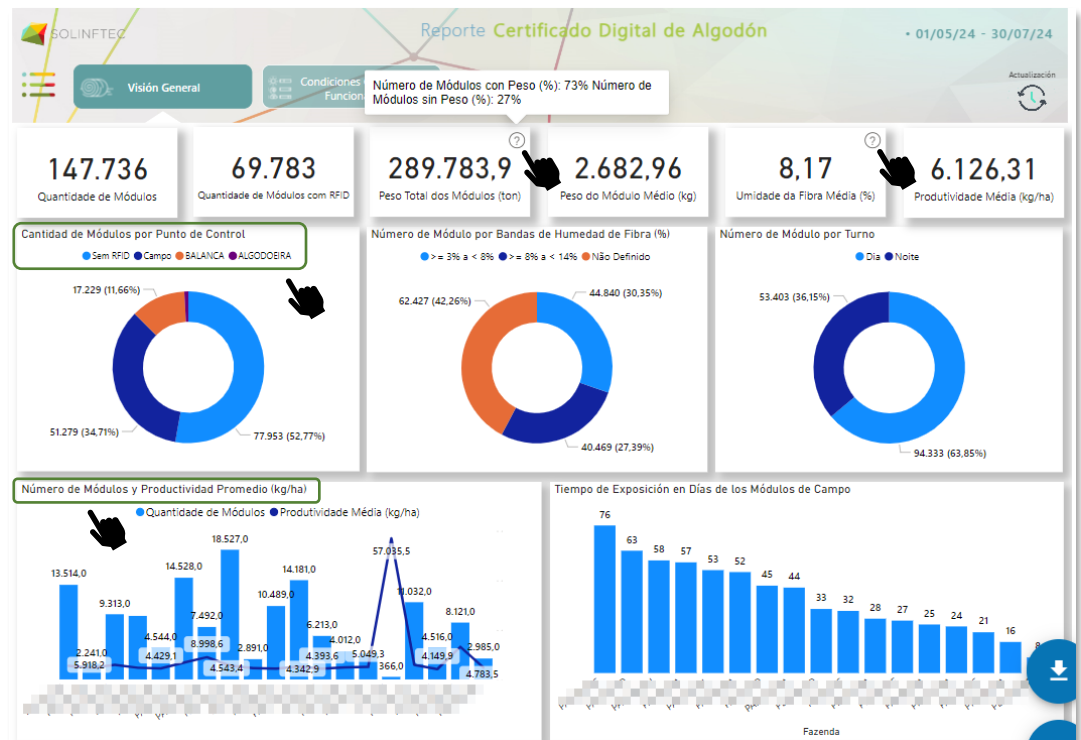 SOLINFTEC
Reporte Certificado Digital de Algodón
• 01/05/24 - 30/07/24
Visión General
Condiciones
Funcion
Número de Módulos con Peso (%): 73% Número de
Módulos sin Peso (%): 27%
Actualización
147.736
Quantidade de Módulos
69.783
Quantidade de Módulos com RFID
?
289.783,9
Peso Total dos Módulos (ton)
2.682,96
Peso do Módulo Médio (kg)
?
8,17
Umidade da Fibra Média (%)
6.126,31
Produtividade Média (kg/ha)
Cantidad de Módulos por Punto de Control
Sem RFID Campo BALANCA ALGODOEIRA
17.229 (11,66%)
51.279 (34,71%)
77.953 (52,77%)
Número de Módulo por Bandas de Humedad de Fibra (%)
>= 3% a < 8% >= 8% a < 14% Não Definido
62.427 (42,26%)
44.840 (30,35%)
40.469 (27,39%)
Número de Módulo por Turno
Dia Noite
53.403 (36,15%)
94.333 (63,85%)
Número de Módulos y Productividad Promedio (kg/ha)
Quantidade de Módulos Produtividade Média (kg/ha)
18.527,0
57.035,5
13.514,0
14.528,0
14.181,0
10.489,0
11.032,0
9.313,0
8.121,0
7.492,0
6.213,0
4.544,0
4.012,0
4.516,0
2.241,0
8.998,6
2.891,0
2.985,0
5.918,2
4.429,1
4.543,4
4.342,9
4.393,6
5.049,3
366,0
4.149,9
4.783,5
Tiempo de Exposición en Días de los Módulos de Campo
76
63
58
57
53
52
45
44
33
32
28
27
25
24
21
16
8
Fazenda